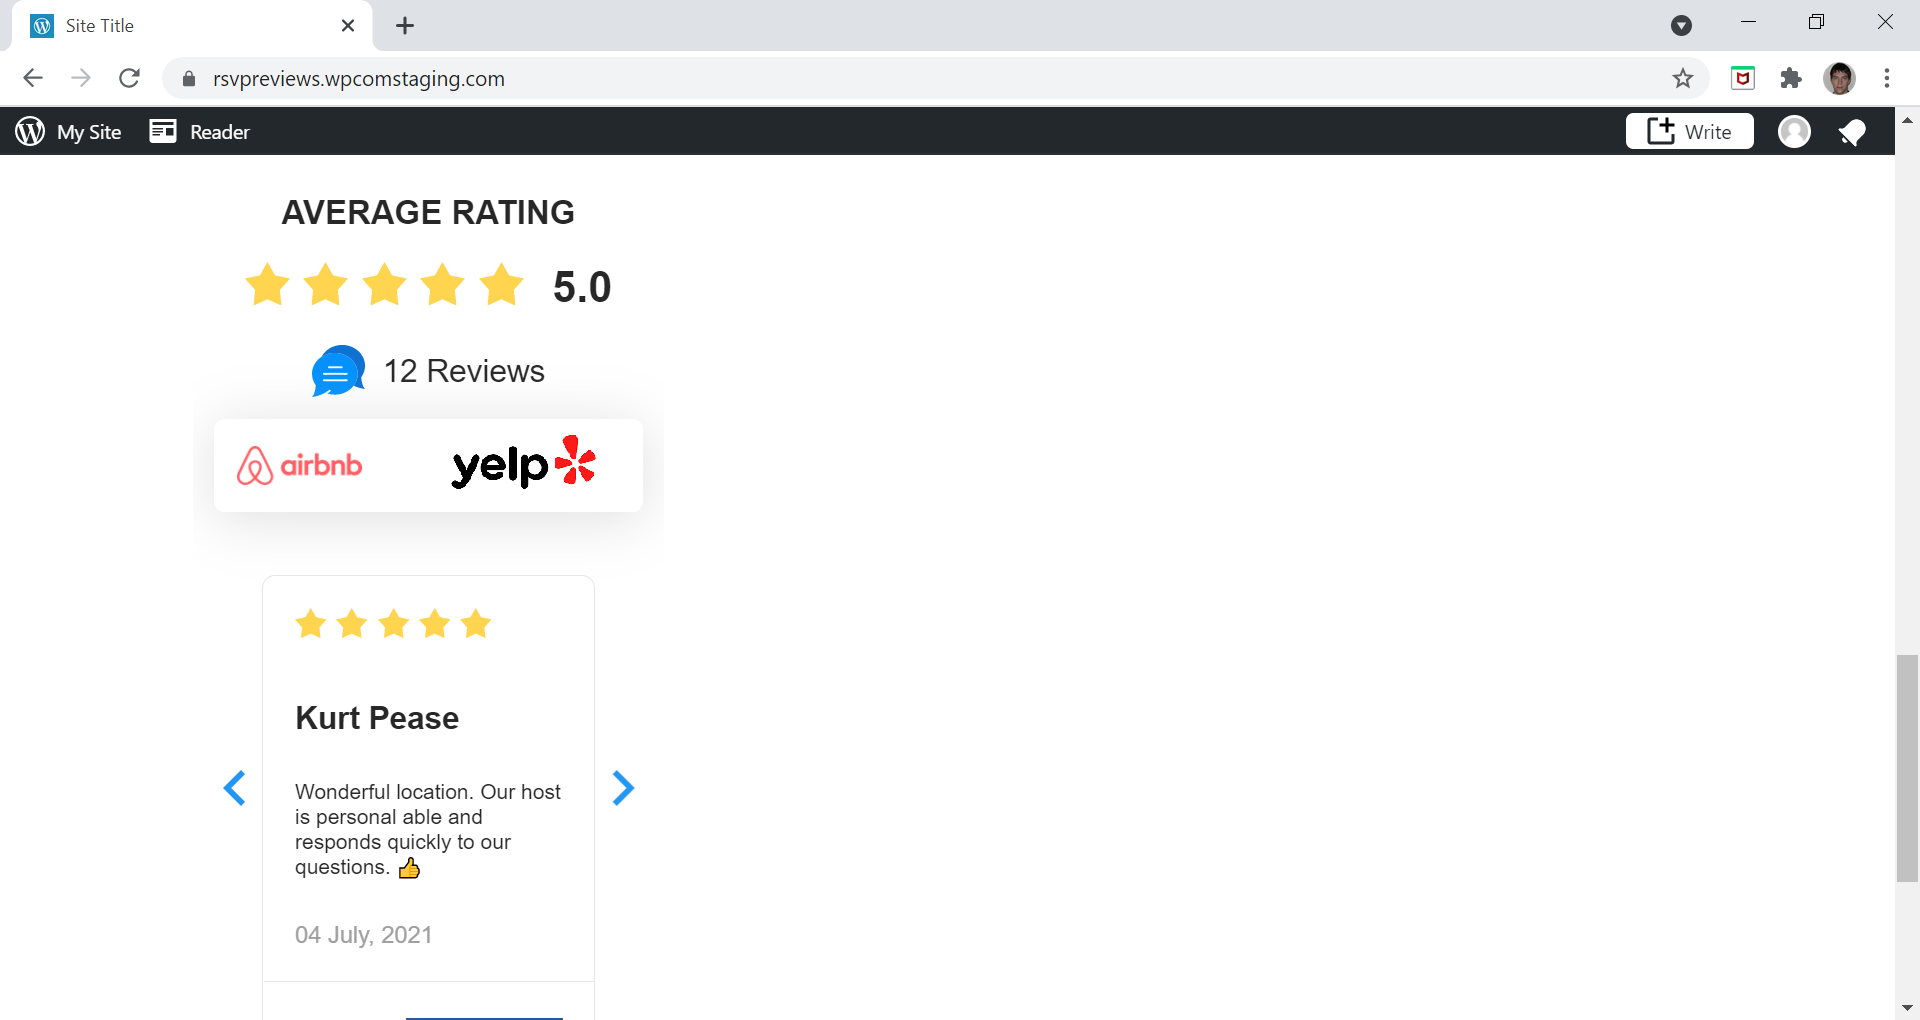 Site Title
rsvpreviews.wpcomstaging.com
My Site Reader Write
AVERAGE RATING
5.0
12 Reviews
airbnb yelp
Kurt Pease
Wonderful location. Our host
is personal able and
responds quickly to our
questions. 👍
04 July, 2021